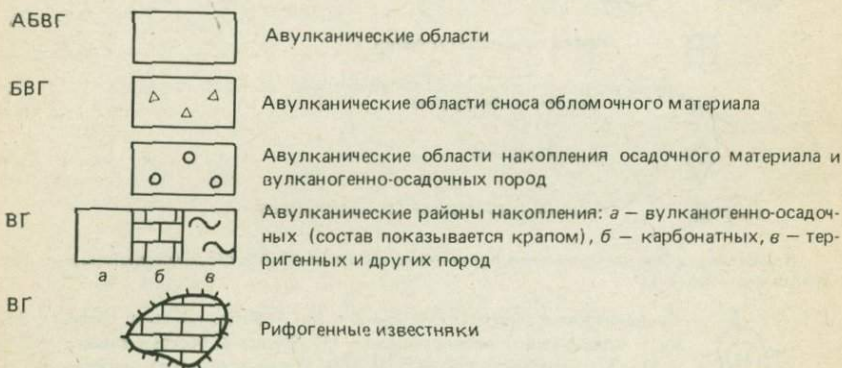 АБВГ Авулканические области
БВГ Авулканические области сноса обломочного материала
Авулканические области накопления осадочного материала и
вулканогенно-осадочных пород
ВГ Авулканические районы накопления: а — вулканогенно-осадоч-
ных (состав показывается крапом), б — карбонатных, в — тер-
ригенных и других пород
а б в
ВГ Рифогенные известняки